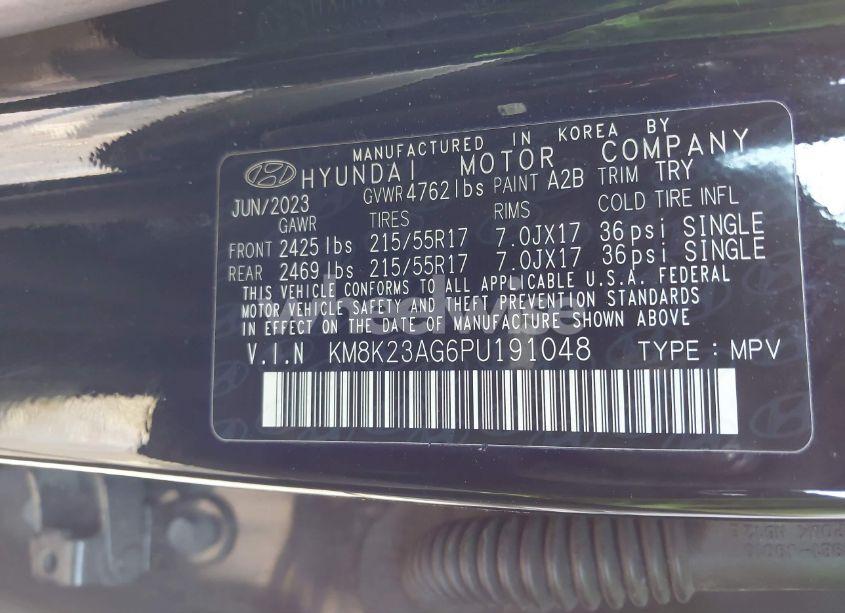 MANUFACTURED IN KOREA BY
HYUNDAI MOTOR COMPANY
JUN/2023 GVWR 4762 lbs PAINT A2B TRIM TRY
GAWR TIRES RIMS COLD TIRE INFL
FRONT 2425 lbs 215/55R17 7.0JX17 36 psi SINGLE
REAR 2469 lbs 215/55R17 7.0JX17 36 psi SINGLE
THIS VEHICLE CONFORMS TO ALL APPLICABLE U.S.A. FEDERAL
MOTOR VEHICLE SAFETY AND THEFT PREVENTION STANDARDS
IN EFFECT ON THE DATE OF MANUFACTURE SHOWN ABOVE
V.I.N KM8K23AG6PU191048 TYPE : MPV